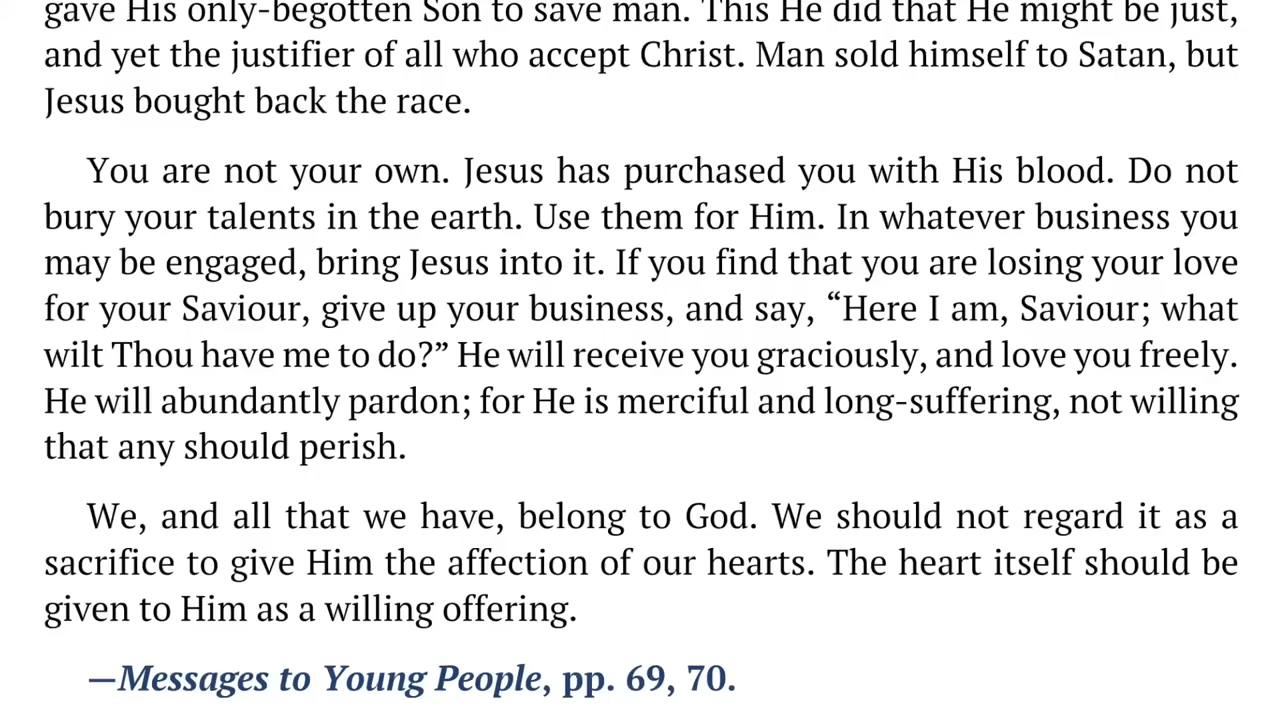 gave His only-begotten Son to save man. This He did that He might be just,
and yet the justifier of all who accept Christ. Man sold himself to Satan, but
Jesus bought back the race.
You are not your own. Jesus has purchased you with His blood. Do not
bury your talents in the earth. Use them for Him. In whatever business you
may be engaged, bring Jesus into it. If you find that you are losing your love
for your Saviour, give up your business, and say, “Here I am, Saviour; what
wilt Thou have me to do?” He will receive you graciously, and love you freely.
He will abundantly pardon; for He is merciful and long-suffering, not willing
that any should perish.
We, and all that we have, belong to God. We should not regard it as a
sacrifice to give Him the affection of our hearts. The heart itself should be
given to Him as a willing offering.
—Messages to Young People, pp. 69, 70.